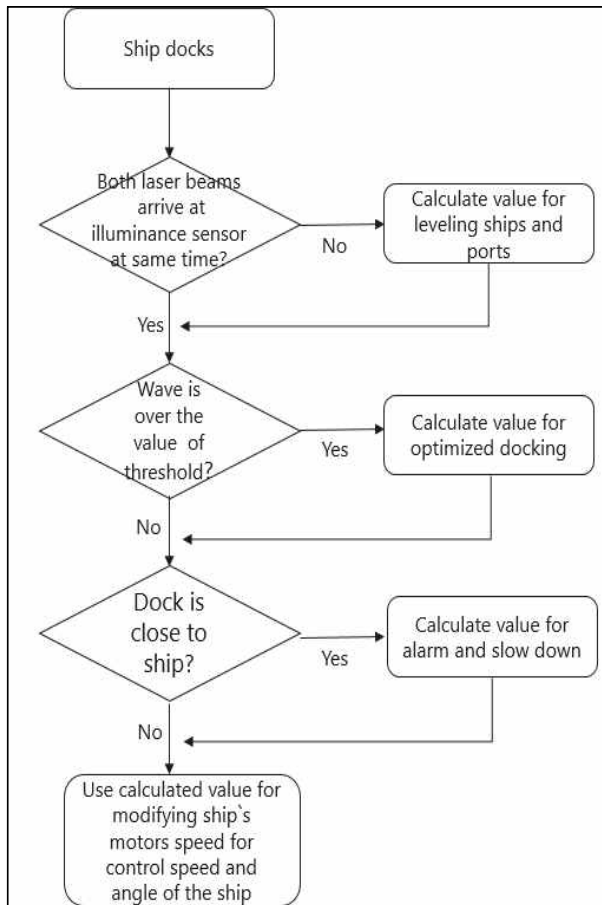 Ship docks
Both laser beams
arrive at
illuminance sensor
at same time?
No
Calculate value for
leveling ships and
ports
Yes
Wave is
over the
value of
threshold?
Yes
Calculate value for
optimized docking
No
Dock is
close to
ship?
Yes
Calculate value for
alarm and slow down
No
Use calculated value for
modifying ship`s
motors speed for
control speed and
angle of the ship